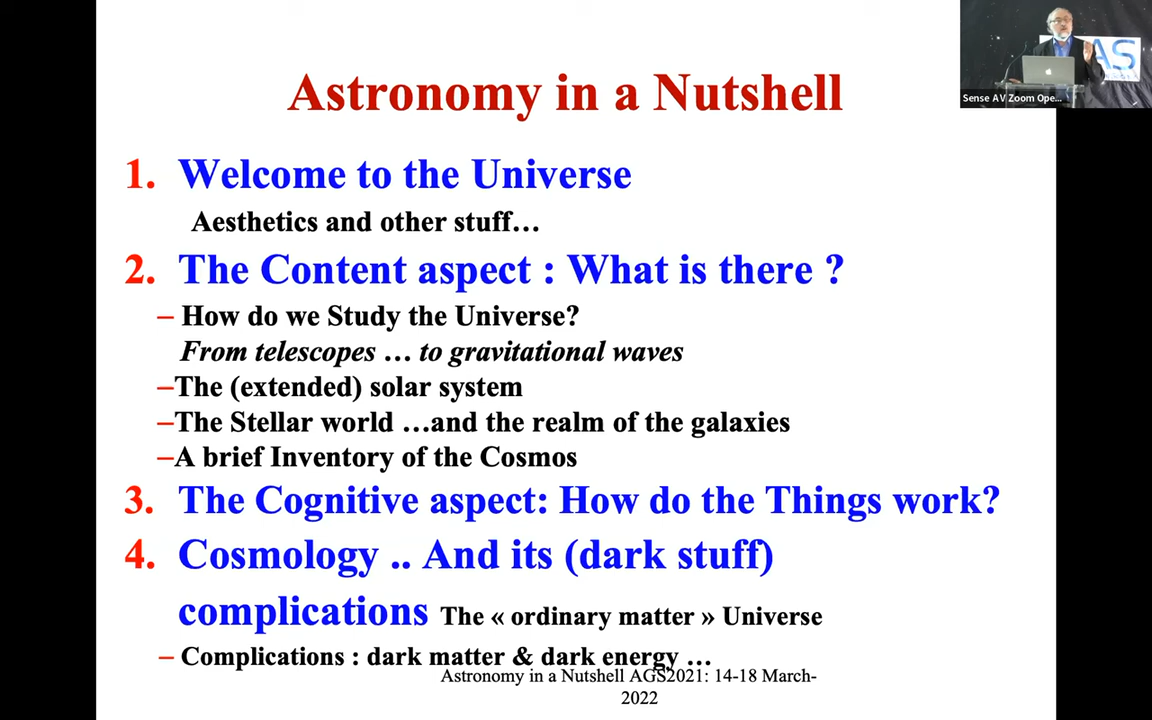 Astronomy in a Nutshell
1. Welcome to the Universe
Aesthetics and other stuff…
2. The Content aspect : What is there ?
– How do we Study the Universe?
From telescopes … to gravitational waves
–The (extended) solar system
–The Stellar world …and the realm of the galaxies
–A brief Inventory of the Cosmos
3. The Cognitive aspect: How do the Things work?
4. Cosmology .. And its (dark stuff)
complications The « ordinary matter » Universe
– Complications : dark matter & dark energy …
Astronomy in a Nutshell AGS2021: 14-18 March-
2022
AS
Sense AV Zoom Ope...